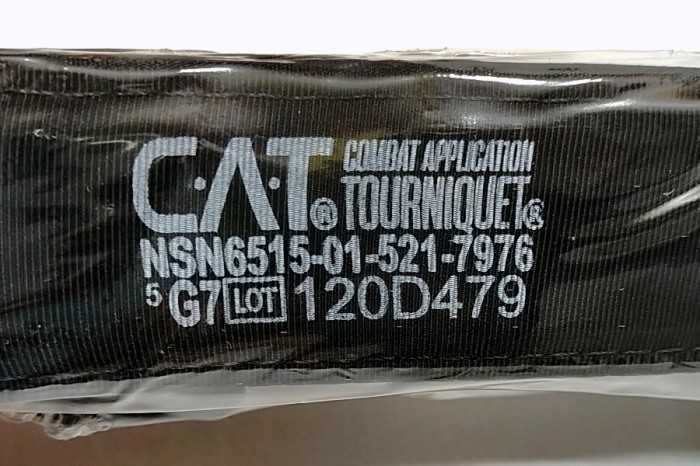 C·A·T® COMBAT APPLICATION
TOURNIQUET®
NSN6515-01-521-7976
5 G7 LOT 120D479